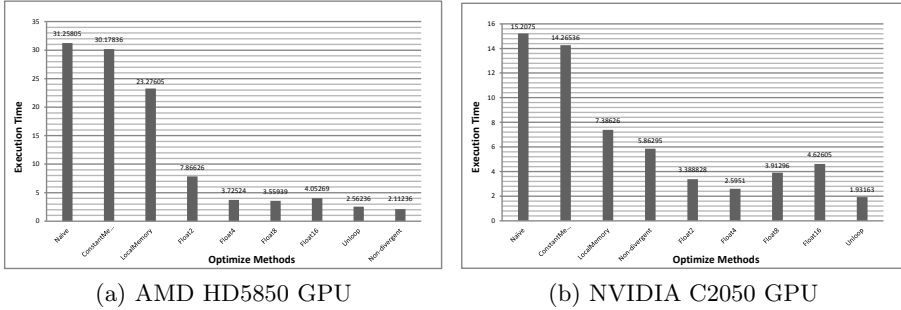 35
30
25
20
15
10
5
0
Execution Time
31.25805
30.17836
23.27605
7.86626
3.72524
3.55939
4.05269
2.56236
2.11236
Naive
ConstantMe...
LocalMemory
Float2
Float4
Float8
Float16
Unloop
Non-divergent
Optimize Methods
(a) AMD HD5850 GPU
16
14
12
10
8
6
4
2
0
Execution Time
15.2075
14.26536
7.38626
5.86295
3.388828
2.5951
3.91296
4.62605
1.93163
Naive
ConstantMe...
LocalMemory
Non-divergent
Float2
Float4
Float8
Float16
Unloop
Optimize Methods
(b) NVIDIA C2050 GPU